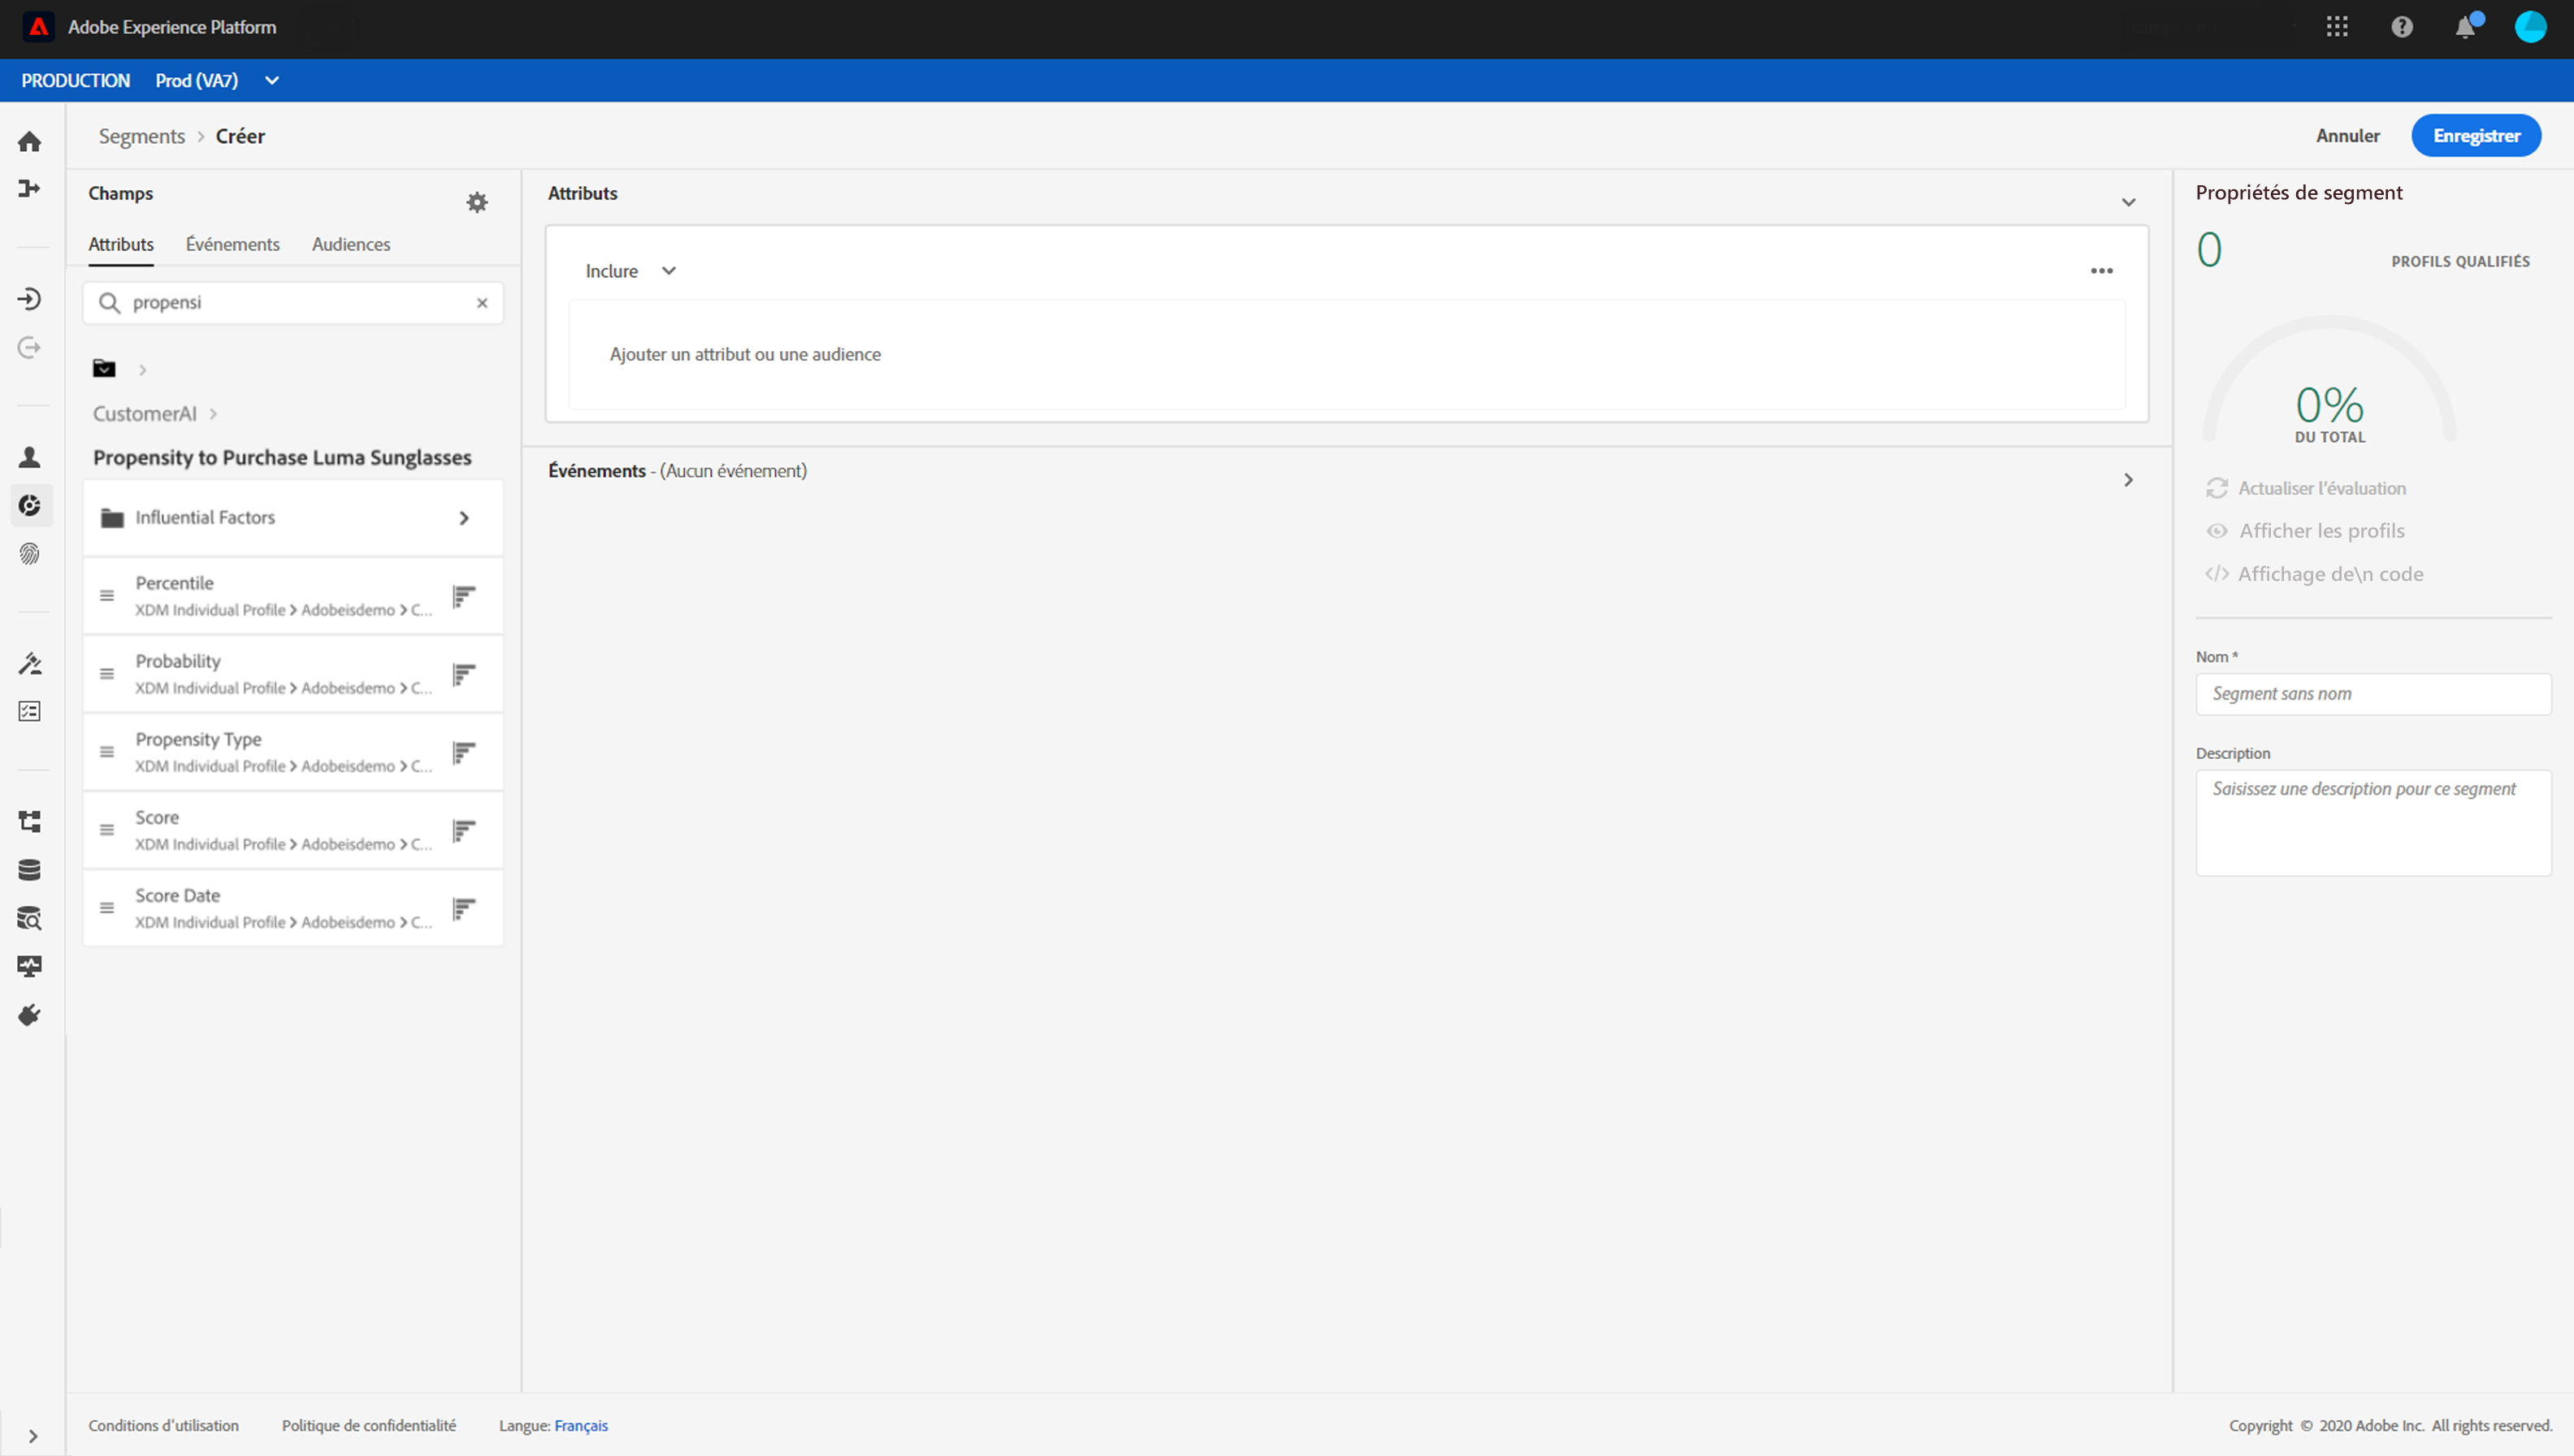 Adobe Experience Platform
PRODUCTION Prod (VA7)
Segments > Créer
Annuler Enregistrer
Champs
Attributs Événements Audiences
propensi
CustomerAI >
Propensity to Purchase Luma Sunglasses
Influential Factors
Percentile
XDM Individual Profile > Adobeisdemo > C...
Probability
XDM Individual Profile > Adobeisdemo > C...
Propensity Type
XDM Individual Profile > Adobeisdemo > C...
Score
XDM Individual Profile > Adobeisdemo > C...
Score Date
XDM Individual Profile > Adobeisdemo > C...
Attributs
Inclure
Ajouter un attribut ou une audience
Événements - (Aucun événement)
Propriétés de segment
0 PROFILS QUALIFIÉS
0%
DU TOTAL
Actualiser l'évaluation
Afficher les profils
</> Affichage de\n code
Nom *
Segment sans nom
Description
Saisissez une description pour ce segment
Conditions d'utilisation Politique de confidentialité Langue: Français
Copyright © 2020 Adobe Inc. All rights reserved.